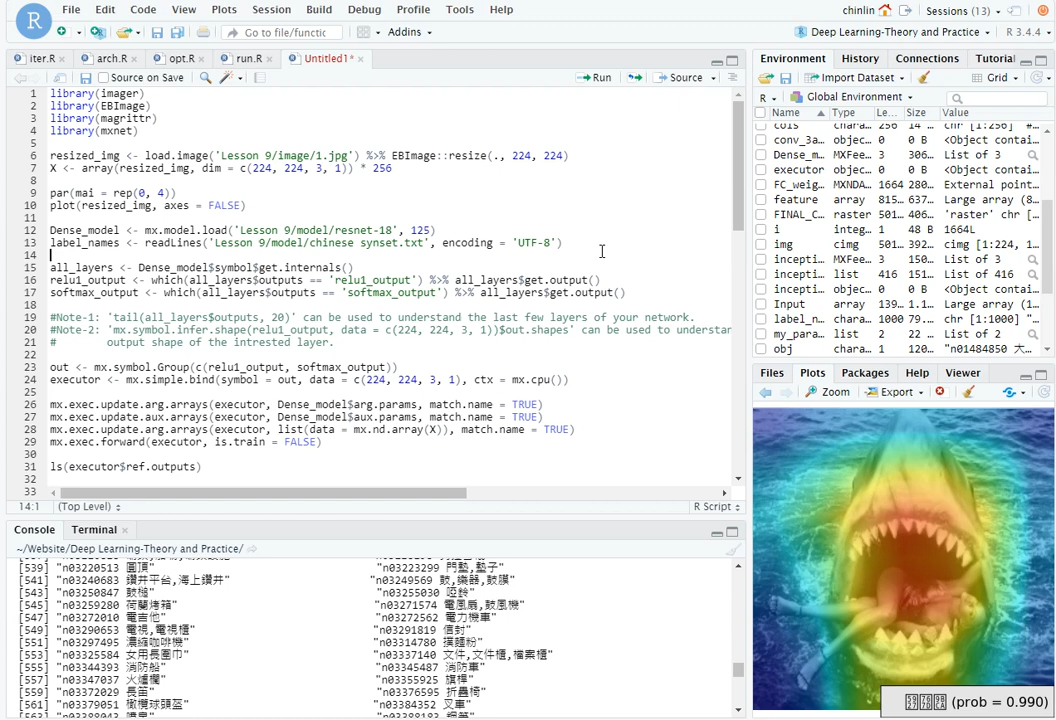 File Edit Code View Plots Session Build Debug Profile Tools Help
chinlin Sessions (13)
Go to file/functic Addins
Deep Learning-Theory and Practice R 3.4.4
iter.R arch.R opt.R run.R Untitled1*
Source on Save Run Source
1 library(imager)
2 library(EBImage)
3 library(magrittr)
4 library(mxnet)
5
6 resized_img <- load.image('Lesson 9/image/1.jpg') %>% EBImage::resize(., 224, 224)
7 X <- array(resized_img, dim = c(224, 224, 3, 1)) * 256
8
9 par(mai = rep(0, 4))
10 plot(resized_img, axes = FALSE)
11
12 Dense_model <- mx.model.load('Lesson 9/model/resnet-18', 125)
13 label_names <- readLines('Lesson 9/model/chinese synset.txt', encoding = 'UTF-8')
14
15 all_layers <- Dense_model$symbol$get.internals()
16 relu1_output <- which(all_layers$outputs == 'relu1_output') %>% all_layers$get.output()
17 softmax_output <- which(all_layers$outputs == 'softmax_output') %>% all_layers$get.output()
18
19 #Note-1: 'tail(all_layers$outputs, 20)' can be used to understand the last few layers of your network.
20 #Note-2: 'mx.symbol.infer.shape(relu1_output, data = c(224, 224, 3, 1))$out.shapes' can be used to understan
21 # output shape of the intrested layer.
22
23 out <- mx.symbol.Group(c(relu1_output, softmax_output))
24 executor <- mx.simple.bind(symbol = out, data = c(224, 224, 3, 1), ctx = mx.cpu())
25
26 mx.exec.update.arg.arrays(executor, Dense_model$arg.params, match.name = TRUE)
27 mx.exec.update.aux.arrays(executor, Dense_model$aux.params, match.name = TRUE)
28 mx.exec.update.arg.arrays(executor, list(data = mx.nd.array(X)), match.name = TRUE)
29 mx.exec.forward(executor, is.train = FALSE)
30
31 ls(executor$ref.outputs)
32
33
14:1 (Top Level) R Script
Console Terminal
~/Website/Deep Learning-Theory and Practice/
[539] "n03220513 圓頂" "n03223299 門墊,墊子"
[541] "n03240683 鑽井平台,海上鑽井" "n03249569 鼓,樂器,鼓膜"
[543] "n03250847 鼓槌" "n03255030 啞鈴"
[545] "n03259280 荷蘭烤箱" "n03271574 電風扇,鼓風機"
[547] "n03272010 電吉他" "n03272562 電力機車"
[549] "n03290653 電視,電視櫃" "n03291819 信封"
[551] "n03297495 濃縮咖啡機" "n03314780 撲麵粉"
[553] "n03325584 女用長圍巾" "n03337140 文件,文件櫃,檔案櫃"
[555] "n03344393 消防船" "n03345487 消防車"
[557] "n03347037 火爐欄" "n03355925 旗桿"
[559] "n03372029 長笛" "n03376595 折疊椅"
[561] "n03379051 橄欖球頭盔" "n03384352 叉車"
Environment History Connections Tutorial
Import Dataset Grid
R Global Environment
Name Type Le… Size Value
cols chara… 256 14 … chr [1:256] "#…
conv_3a… objec… 0 0 B <Object contai…
Dense_m… MXFee… 3 306… List of 3
executor objec… 0 0 B <Object contai…
FC_weig… MXNDA… 1664 280… External point…
feature array 815… 637… Large array (8…
FINAL_C… raster 501… 406… 'raster' chr […
i integ… 1 48 B 1664L
img cimg 501… 392… cimg [1:224, 1…
incepti… MXFee… 3 150… List of 3
incepti… list 416 151… List of 416
incepti… objec… 0 0 B <Object contai…
Input array 139… 1.1… Large array (1…
label_n… chara… 1000 79.… chr [1:1000] "…
my_para… list 2 22 … List of 2
obj chara… 1 120… "n01484850 大…
Files Plots Packages Help Viewer
Zoom Export
(prob = 0.990)